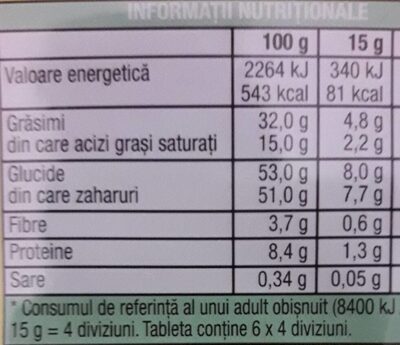 INFORMAȚII NUTRIȚIONALE
100 g 15 g
Valoare energetică 2264 kJ 340 kJ
543 kcal 81 kcal
Grăsimi 32,0 g 4,8 g
din care acizi grași saturați 15,0 g 2,2 g
Glucide 53,0 g 8,0 g
din care zaharuri 51,0 g 7,7 g
Fibre 3,7 g 0,6 g
Proteine 8,4 g 1,3 g
Sare 0,34 g 0,05 g
* Consumul de referință al unui adult obișnuit (8400 kJ
15 g = 4 diviziuni. Tableta conține 6 x 4 diviziuni.